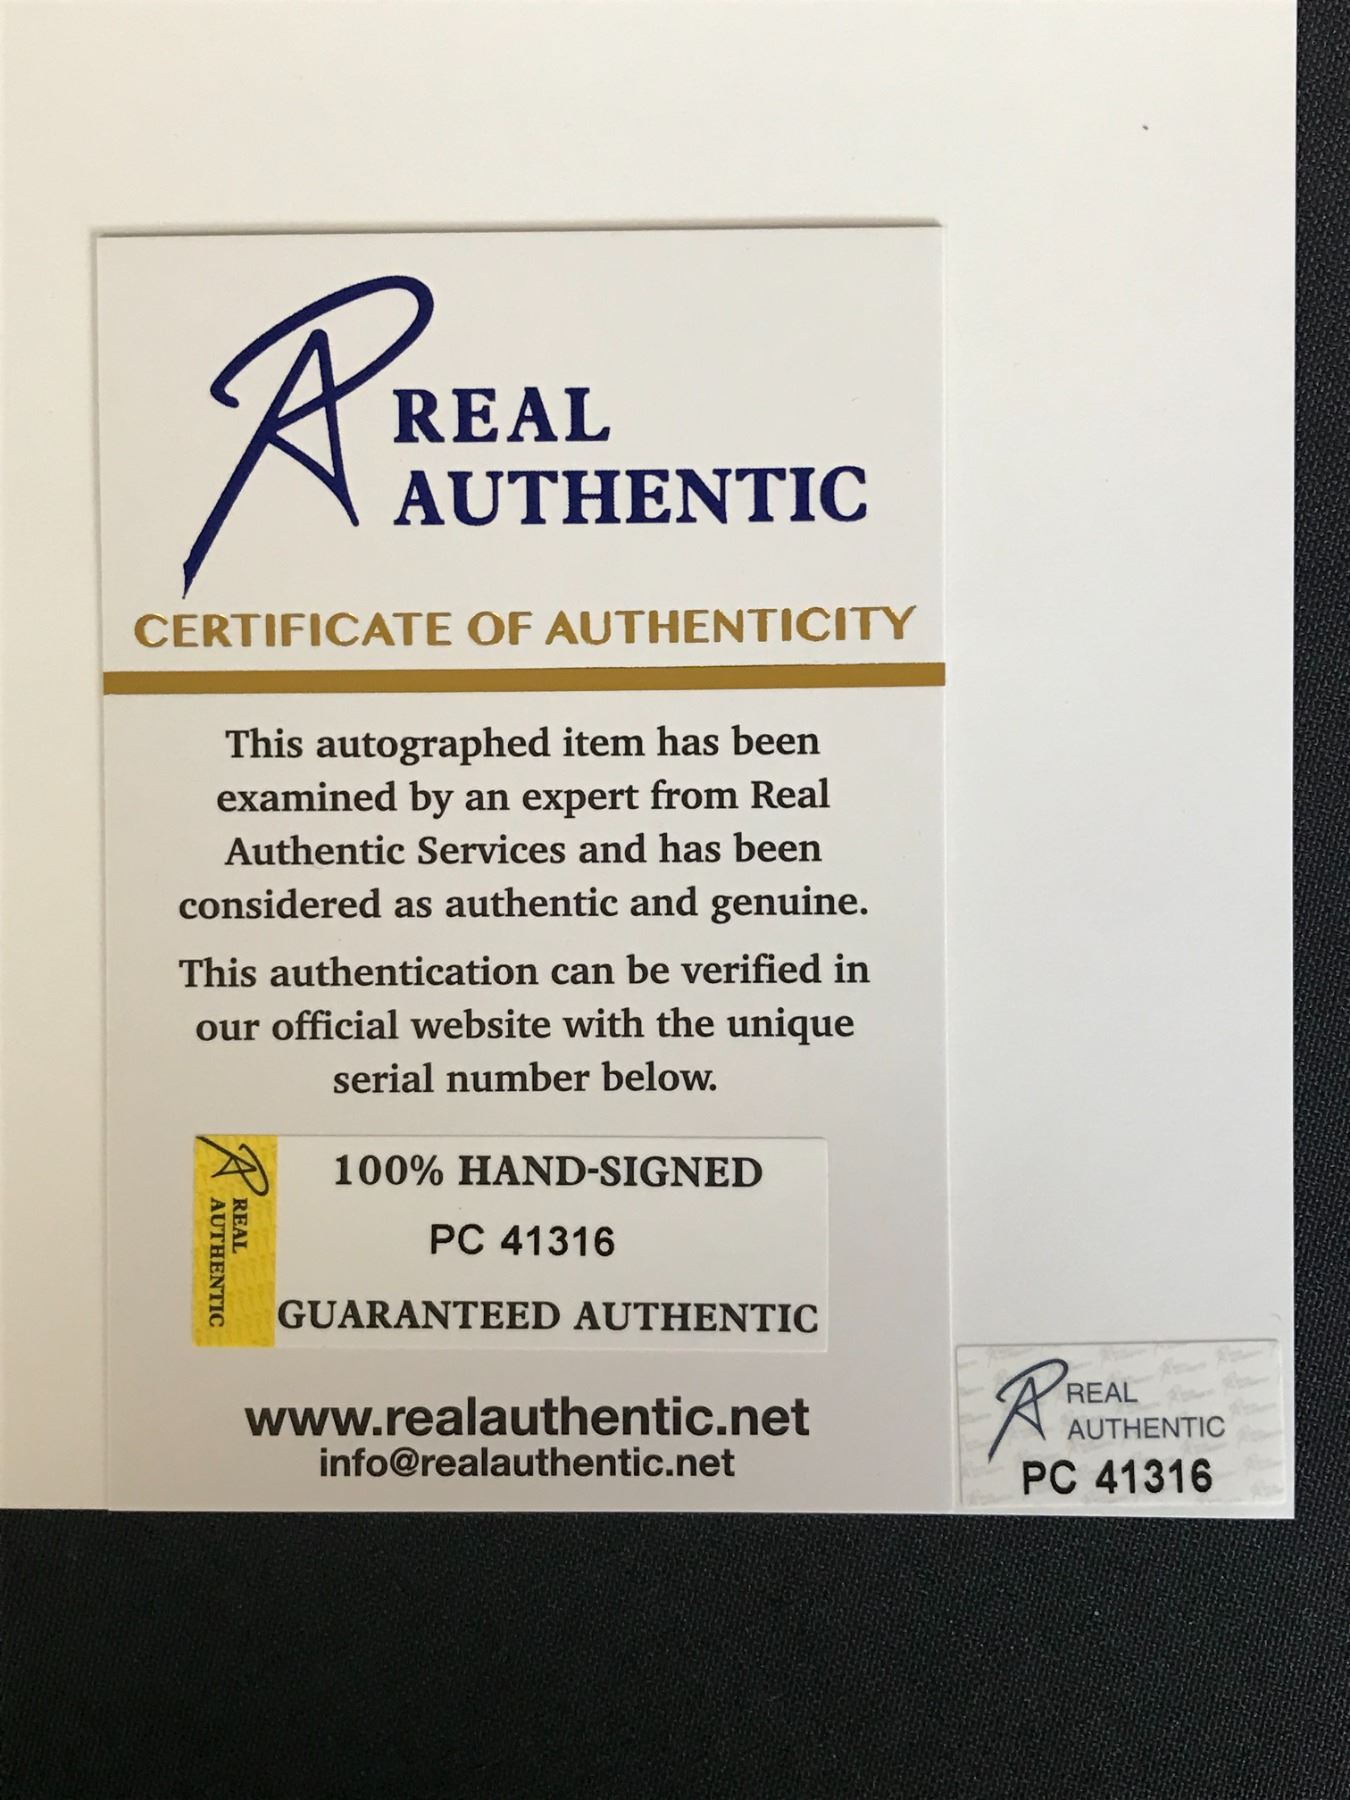 REAL
AUTHENTIC
CERTIFICATE OF AUTHENTICITY
This autographed item has been
examined by an expert from Real
Authentic Services and has been
considered as authentic and genuine.
This authentication can be verified in
our official website with the unique
serial number below.
REAL
AUTHENTIC
100% HAND-SIGNED
PC 41316
GUARANTEED AUTHENTIC
www.realauthentic.net
info@realauthentic.net
REAL
AUTHENTIC
PC 41316